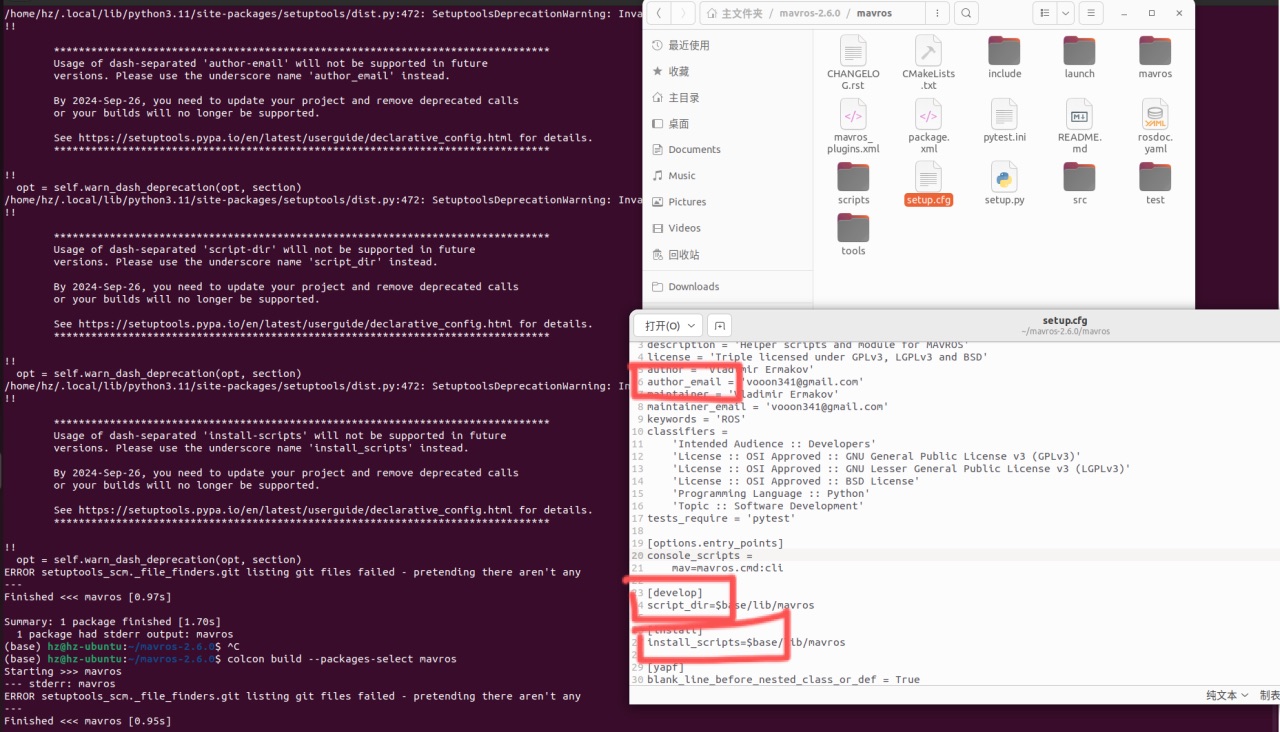 /home/hz/.local/lib/python3.11/site-packages/setuptools/dist.py:472: SetuptoolsDeprecationWarning: Inva
!!
********************************************************************************
Usage of dash-separated 'author-email' will not be supported in future
versions. Please use the underscore name 'author_email' instead.
By 2024-Sep-26, you need to update your project and remove deprecated calls
or your builds will no longer be supported.
See https://setuptools.pypa.io/en/latest/userguide/declarative_config.html for details.
********************************************************************************
!!
opt = self.warn_dash_deprecation(opt, section)
/home/hz/.local/lib/python3.11/site-packages/setuptools/dist.py:472: SetuptoolsDeprecationWarning: Inva
!!
********************************************************************************
Usage of dash-separated 'script-dir' will not be supported in future
versions. Please use the underscore name 'script_dir' instead.
By 2024-Sep-26, you need to update your project and remove deprecated calls
or your builds will no longer be supported.
See https://setuptools.pypa.io/en/latest/userguide/declarative_config.html for details.
********************************************************************************
!!
opt = self.warn_dash_deprecation(opt, section)
/home/hz/.local/lib/python3.11/site-packages/setuptools/dist.py:472: SetuptoolsDeprecationWarning: In
!!
********************************************************************************
Usage of dash-separated 'install-scripts' will not be supported in future
versions. Please use the underscore name 'install_scripts' instead.
By 2024-Sep-26, you need to update your project and remove deprecated calls
or your builds will no longer be supported.
See https://setuptools.pypa.io/en/latest/userguide/declarative_config.html for details.
********************************************************************************
!!
opt = self.warn_dash_deprecation(opt, section)
ERROR setuptools_scm._file_finders.git listing git files failed - pretending there aren't any
---
Finished <<< mavros [0.97s]
Summary: 1 package finished [1.70s]
1 package had stderr output: mavros
(base) hz@hz-ubuntu:~/mavros-2.6.0$ ^C
(base) hz@hz-ubuntu:~/mavros-2.6.0$ colcon build --packages-select mavros
Starting >>> mavros
--- stderr: mavros
ERROR setuptools_scm._file_finders.git listing git files failed - pretending there aren't any
---
Finished <<< mavros [0.95s]
主文件夹 / mavros-2.6.0 / mavros
最近使用
收藏
主目录
桌面
Documents
Music
Pictures
Videos
回收站
Downloads
CHANGELO
G.rst
CMakeLists
.txt
include
launch
mavros
mavros_
plugins.xml
package.
xml
pytest.ini
README.
md
rosdoc.
yaml
scripts
setup.cfg
setup.py
src
test
tools
打开(O)
setup.cfg
~/mavros-2.6.0/mavros
3 description = 'Helper scripts and module for MAVROS'
4 license = 'Triple licensed under GPLv3, LGPLv3 and BSD'
author = 'Vladimir Ermakov'
6 author_email = 'vooon341@gmail.com'
maintainer = 'Vladimir Ermakov'
8 maintainer_email = 'vooon341@gmail.com'
9 keywords = 'ROS'
10 classifiers =
11 'Intended Audience :: Developers'
12 'License :: OSI Approved :: GNU General Public License v3 (GPLv3)'
13 'License :: OSI Approved :: GNU Lesser General Public License v3 (LGPLv3)'
14 'License :: OSI Approved :: BSD License'
15 'Programming Language :: Python'
16 'Topic :: Software Development'
17 tests_require = 'pytest'
18
19 [options.entry_points]
20 console_scripts =
21 mav=mavros.cmd:cli
[develop]
script_dir=$base/lib/mavros
[install]
install_scripts=$base/lib/mavros
29 [yapf]
30 blank_line_before_nested_class_or_def = True
纯文本
制表